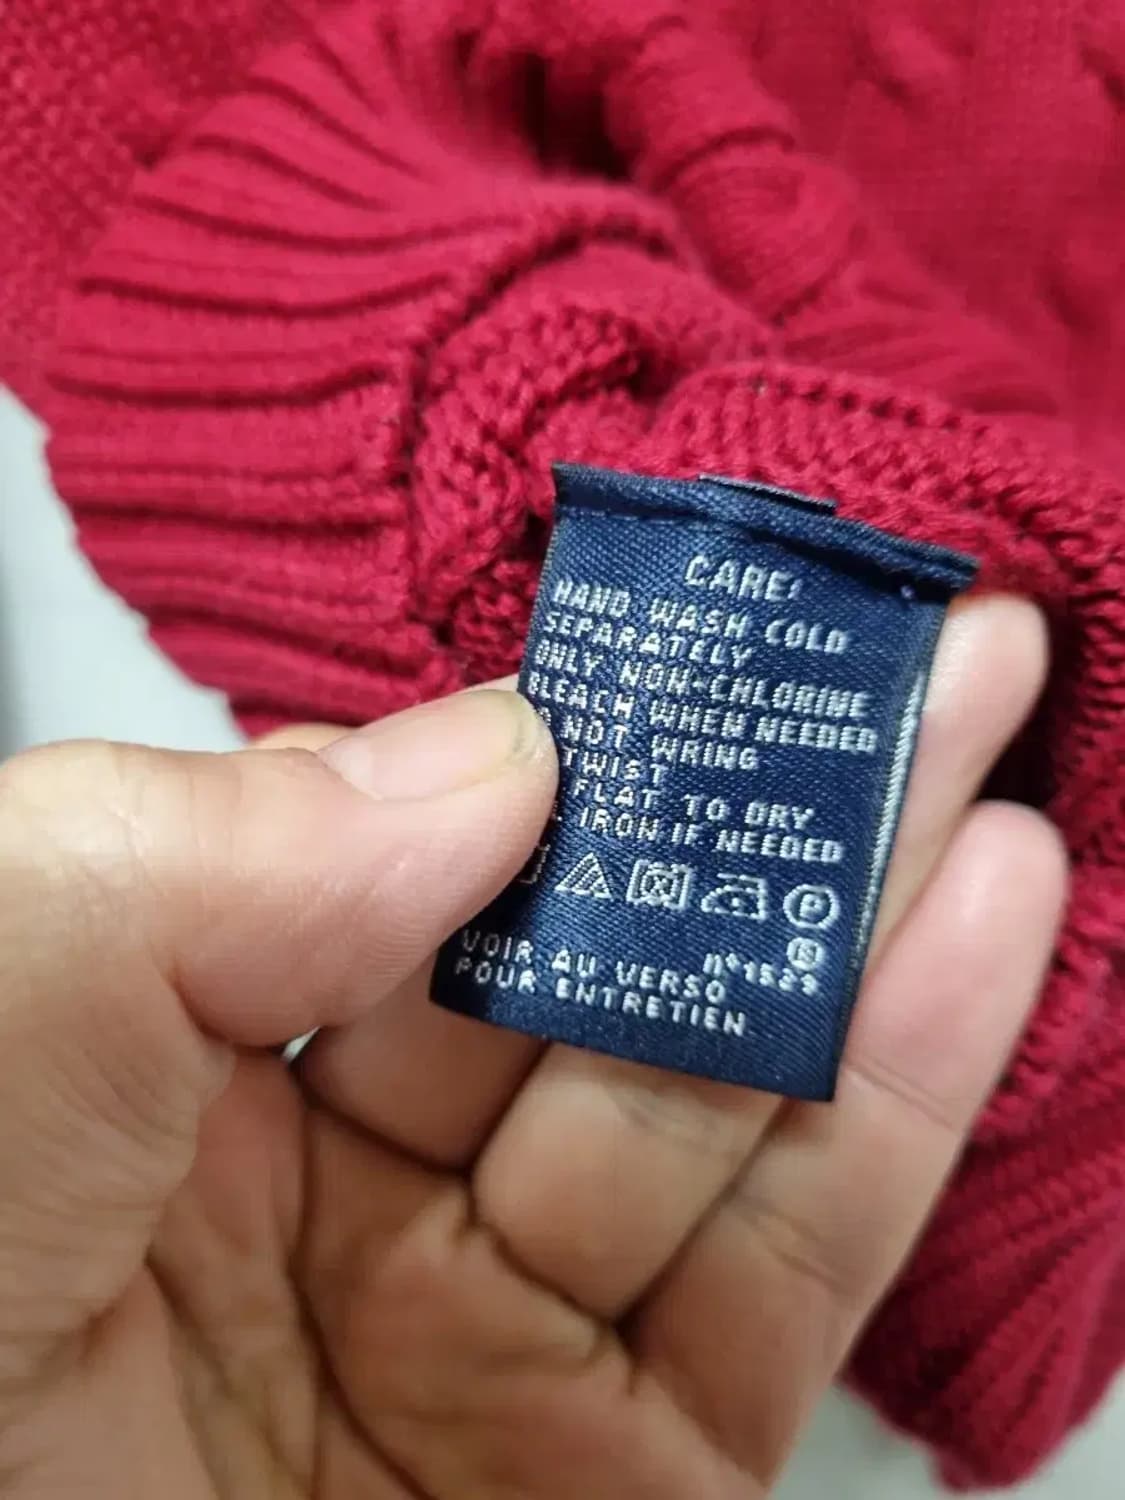 CARE:
HAND WASH COLD
SEPARATELY
ONLY NON-CHLORINE
BLEACH WHEN NEEDED
NOT WRING
TWIST
FLAT TO DRY
IRON IF NEEDED
P
N
n°1529
VOIR AU VERSO
POUR ENTRETIEN